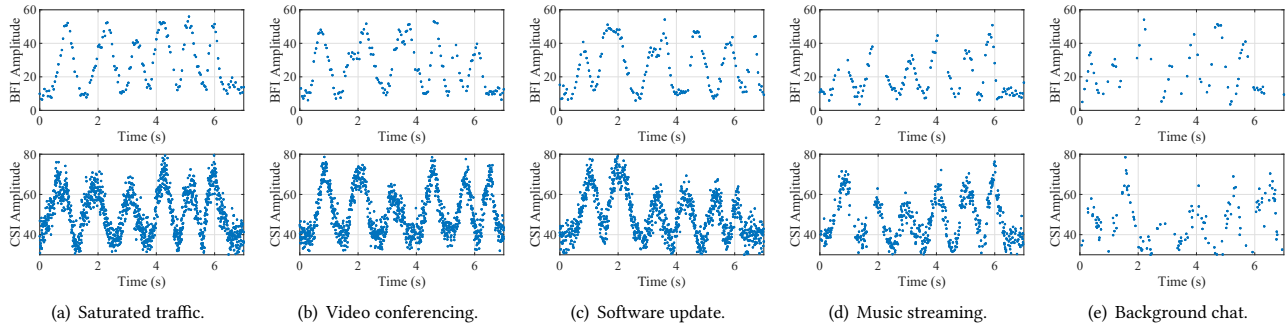 BFI Amplitude
60
40
20
0
0 2 4 6
Time (s)
BFI Amplitude
60
40
20
0
0 2 4 6
Time (s)
BFI Amplitude
60
40
20
0
0 2 4 6
Time (s)
BFI Amplitude
60
40
20
0
0 2 4 6
Time (s)
BFI Amplitude
60
40
20
0
0 2 4 6
Time (s)
CSI Amplitude
80
60
40
0 2 4 6
Time (s)
CSI Amplitude
80
60
40
0 2 4 6
Time (s)
CSI Amplitude
80
60
40
0 2 4 6
Time (s)
CSI Amplitude
80
60
40
0 2 4 6
Time (s)
CSI Amplitude
80
60
40
0 2 4 6
Time (s)
(a) Saturated traffic.
(b) Video conferencing.
(c) Software update.
(d) Music streaming.
(e) Background chat.